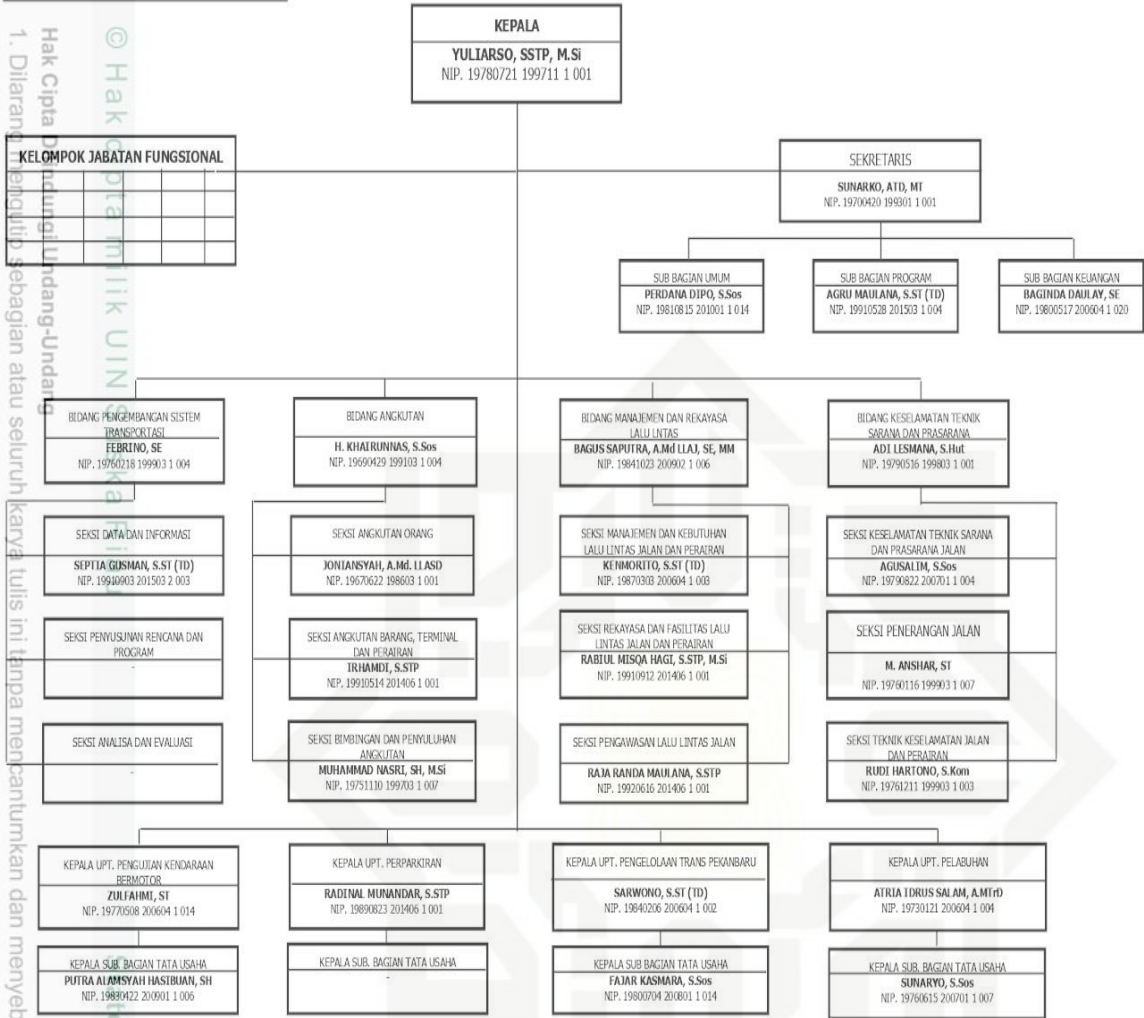 KEPALA
YULIARSO, SSTP, M.Si
NIP. 19780721 199711 1 001
KELOMPOK JABATAN FUNGSIONAL
SEKRETARIS
SUNARKO, ATD, MT
NIP. 19700420 199301 1 001
SUB BAGIAN UMUM
PERDANA DIPO, S.Sos
NIP. 19810815 201001 1 014
SUB BAGIAN PROGRAM
AGRU MAULANA, S.ST (TD)
NIP. 19910528 201503 1 004
SUB BAGIAN KEUANGAN
BAGINDA DAULAY, SE
NIP. 19800517 200604 1 020
BIDANG PENGEMBANGAN SISTEM
TRANSPORTASI
FEBRINO, SE
NIP. 19760218 199903 1 004
BIDANG ANGKUTAN
H. KHAIRUNNAS, S.Sos
NIP. 19690429 199103 1 004
BIDANG MANAJEMEN DAN REKAYASA
LALU LNTAS
BAGUS SAPUTRA, A.Md LLAJ, SE, MM
NIP. 19841023 200902 1 006
BIDANG KESELAMATAN TEKNIK
SARANA DAN PRASARANA
ADI LESMANA, S.Hut
NIP. 19790516 199803 1 001
SEKSI DATA DAN INFORMASI
SEPTIA GUSMAN, S.ST (TD)
NIP. 19910903 201503 2 003
SEKSI ANGKUTAN ORANG
JONIANSYAH, A.Md. LLASD
NIP. 19670622 198603 1 001
SEKSI MANAJEMEN DAN KEBUTUHAN
LALU LINTAS JALAN DAN PERAIRAN
KENMORITO, S.ST (TD)
NIP. 19870303 200604 1 003
SEKSI KESELAMATAN TEKNIK SARANA
DAN PRASARANA JALAN
AGUSALIM, S.Sos
NIP. 19790822 200701 1 004
SEKSI PENYUSUNAN RENCANA DAN
PROGRAM
-
SEKSI ANGKUTAN BARANG, TERMINAL
DAN PERAIRAN
IRHAMDI, S.STP
NIP. 19910514 201406 1 001
SEKSI REKAYASA DAN FASILITAS LALU
LINTAS JALAN DAN PERAIRAN
RABIUL MISQA HAGI, S.STP, M.Si
NIP. 19910912 201406 1 001
SEKSI PENERANGAN JALAN
M. ANSHAR, ST
NIP. 19760116 199903 1 007
SEKSI ANALISA DAN EVALUASI
-
SEKSI BIMBINGAN DAN PENYULUHAN
ANGKUTAN
MUHAMMAD NASRI, SH, M.Si
NIP. 19751110 199703 1 007
SEKSI PENGAWASAN LALU LINTAS JALAN
RAJA RANDA MAULANA, S.STP
NIP. 19920616 201406 1 001
SEKSI TEKNIK KESELAMATAN JALAN
DAN PERAIRAN
RUDI HARTONO, S.Kom
NIP. 19761211 199903 1 003
KEPALA UPT. PENGUJIAN KENDARAAN
BERMOTOR
ZULFAHMI, ST
NIP. 19770508 200604 1 014
KEPALA UPT. PERPARKIRAN
RADINAL MUNANDAR, S.STP
NIP. 19890823 201406 1 001
KEPALA UPT. PENGELOLAAN TRANS PEKANBARU
SARWONO, S.ST (TD)
NIP. 19840206 200604 1 002
KEPALA UPT. PELABUHAN
ATRIA IDRUS SALAM, A.MTrD
NIP. 19730121 200604 1 004
KEPALA SUB. BAGIAN TATA USAHA
PUTRA ALAMSYAH HASIBUAN, SH
NIP. 19830422 200901 1 006
KEPALA SUB. BAGIAN TATA USAHA
-
KEPALA SUB BAGIAN TATA USAHA
FAJAR KASMARA, S.Sos
NIP. 19800704 200801 1 014
KEPALA SUB. BAGIAN TATA USAHA
SUNARYO, S.Sos
NIP. 19760615 200701 1 007
© Hak cipta milik UIN Suska Riau
Hak Cipta Dilindungi Undang-Undang
1. Dilarang mengutip sebagian atau seluruh karya tulis ini tanpa mencantumkan dan